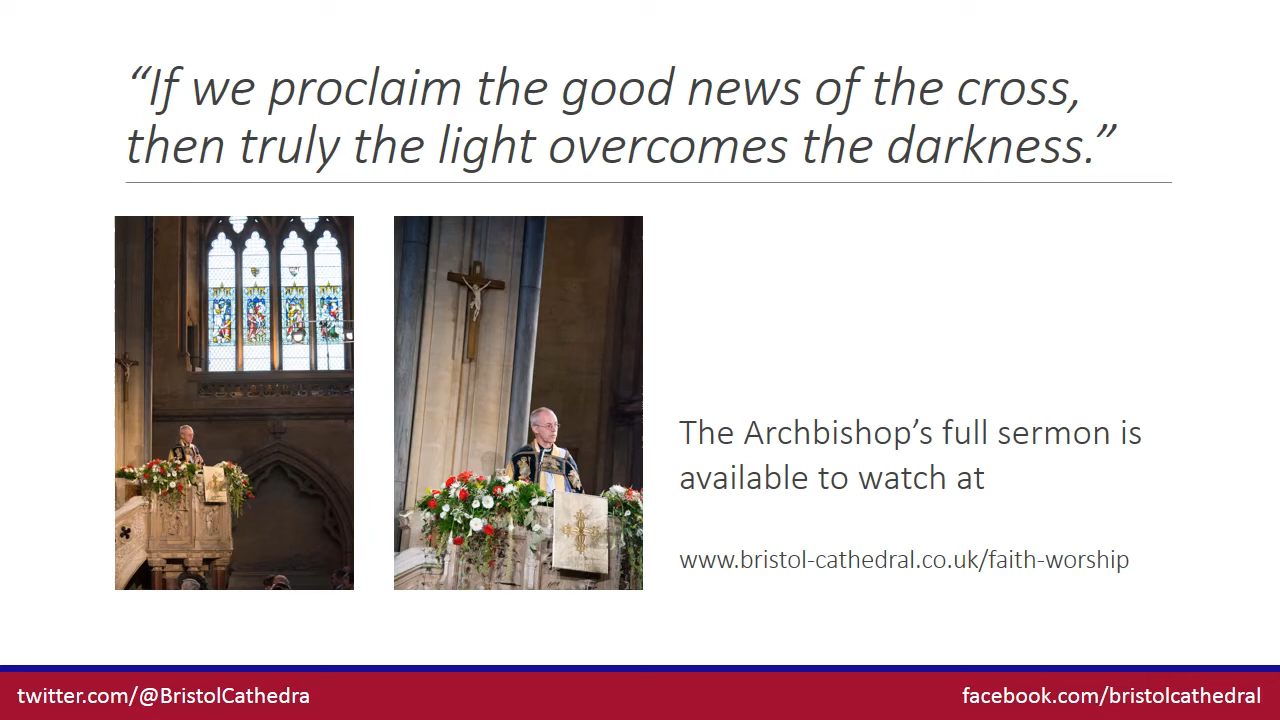 “If we proclaim the good news of the cross,
then truly the light overcomes the darkness.”
The Archbishop’s full sermon is
available to watch at
www.bristol-cathedral.co.uk/faith-worship
twitter.com/@BristolCathedra
facebook.com/bristolcathedral